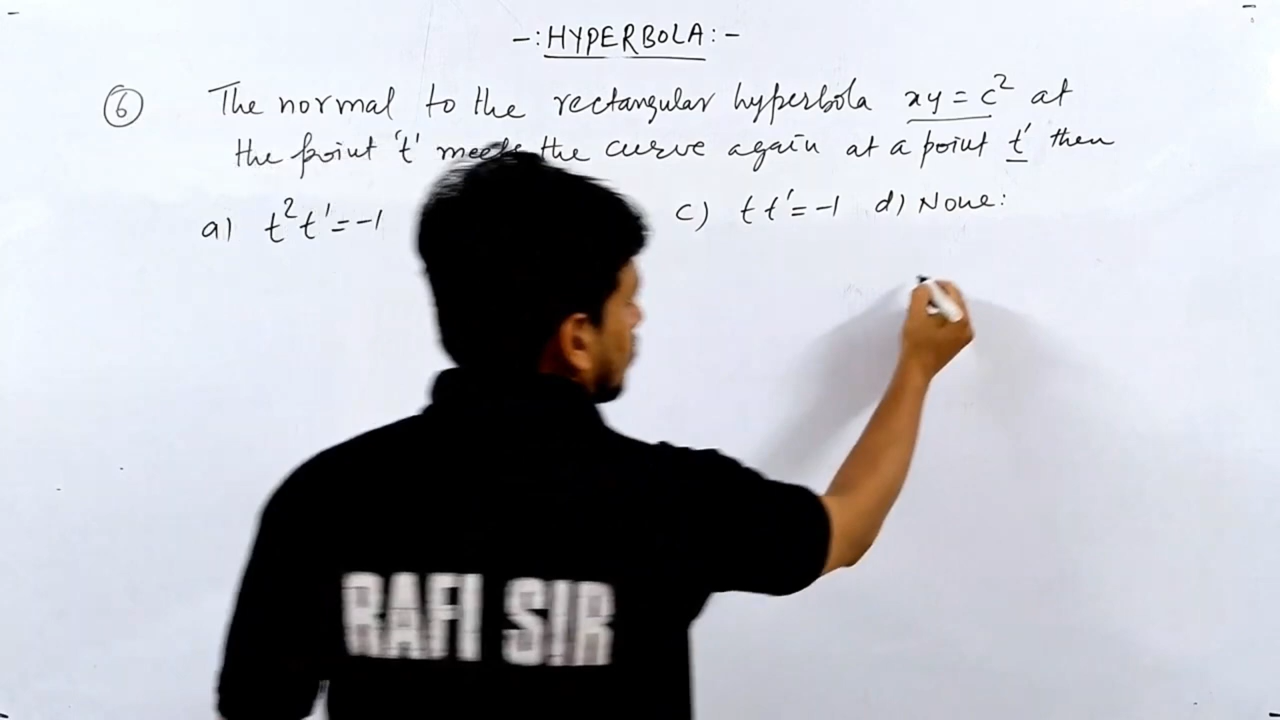 -: HYPERBOLA :-
⑥ The normal to the rectangular hyperbola xy = c² at
the point 't' meets the curve again at a point t' then
a) t²t' = -1 c) tt' = -1 d) None:
RAFI SIR